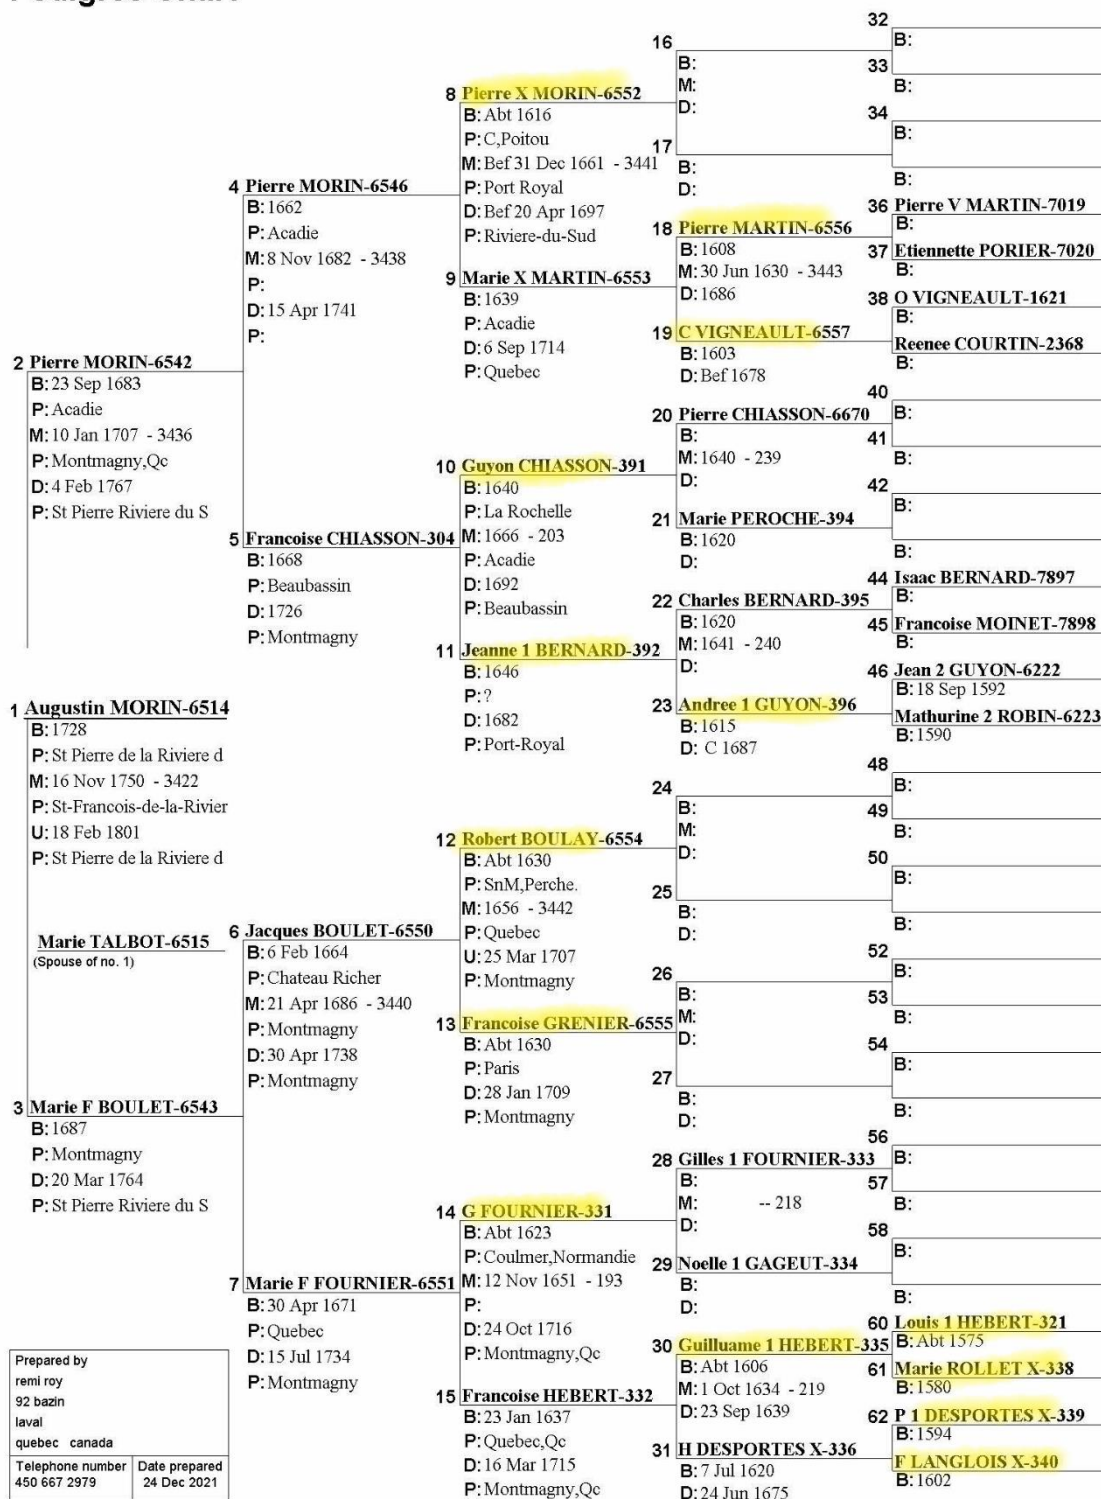 1 Augustin MORIN-6514
B: 1728
P: St Pierre de la Riviere d
M: 16 Nov 1750 - 3422
P: St-Francois-de-la-Rivier
U: 18 Feb 1801
P: St Pierre de la Riviere d
Marie TALBOT-6515
(Spouse of no. 1)
2 Pierre MORIN-6542
B: 23 Sep 1683
P: Acadie
M: 10 Jan 1707 - 3436
P: Montmagny,Qc
D: 4 Feb 1767
P: St Pierre Riviere du S
3 Marie F BOULET-6543
B: 1687
P: Montmagny
D: 20 Mar 1764
P: St Pierre Riviere du S
4 Pierre MORIN-6546
B: 1662
P: Acadie
M: 8 Nov 1682 - 3438
P:
D: 15 Apr 1741
P:
5 Francoise CHIASSON-304
B: 1668
P: Beaubassin
D: 1726
P: Montmagny
6 Jacques BOULET-6550
B: 6 Feb 1664
P: Chateau Richer
M: 21 Apr 1686 - 3440
P: Montmagny
D: 30 Apr 1738
P: Montmagny
7 Marie F FOURNIER-6551
B: 30 Apr 1671
P: Quebec
D: 15 Jul 1734
P: Montmagny
8 Pierre X MORIN-6552
B: Abt 1616
P: C,Poitou
M: Bef 31 Dec 1661 - 3441
P: Port Royal
D: Bef 20 Apr 1697
P: Riviere-du-Sud
9 Marie X MARTIN-6553
B: 1639
P: Acadie
D: 6 Sep 1714
P: Quebec
10 Guyon CHIASSON-391
B: 1640
P: La Rochelle
M: 1666 - 203
P: Acadie
D: 1692
P: Beaubassin
11 Jeanne 1 BERNARD-392
B: 1646
P: ?
D: 1682
P: Port-Royal
12 Robert BOULAY-6554
B: Abt 1630
P: SnM,Perche.
M: 1656 - 3442
P: Quebec
U: 25 Mar 1707
P: Montmagny
13 Francoise GRENIER-6555
B: Abt 1630
P: Paris
D: 28 Jan 1709
P: Montmagny
14 G FOURNIER-331
B: Abt 1623
P: Coulmer,Normandie
M: 12 Nov 1651 - 193
P:
D: 24 Oct 1716
P: Montmagny,Qc
15 Francoise HEBERT-332
B: 23 Jan 1637
P: Quebec,Qc
D: 16 Mar 1715
P: Montmagny,Qc
16
B:
M:
D:
17
B:
D:
18 Pierre MARTIN-6556
B: 1608
M: 30 Jun 1630 - 3443
D: 1686
19 C VIGNEAULT-6557
B: 1603
D: Bef 1678
20 Pierre CHIASSON-6670
B:
M: 1640 - 239
D:
21 Marie PEROCHE-394
B: 1620
D:
22 Charles BERNARD-395
B: 1620
M: 1641 - 240
D:
23 Andree 1 GUYON-396
B: 1615
D: C 1687
24
B:
M:
D:
25
B:
D:
26
B:
M:
D:
27
B:
D:
28 Gilles 1 FOURNIER-333
B:
M: -- 218
D:
29 Noelle 1 GAGEUT-334
B:
D:
30 Guilluame 1 HEBERT-335
B: Abt 1606
M: 1 Oct 1634 - 219
D: 23 Sep 1639
31 H DESPORTES X-336
B: 7 Jul 1620
D: 24 Jun 1675
32
B:
33
B:
34
B:
B:
36 Pierre V MARTIN-7019
B:
37 Etiennette PORIER-7020
B:
38 O VIGNEAULT-1621
B:
Reenee COURTIN-2368
B:
40
B:
41
B:
42
B:
B:
44 Isaac BERNARD-7897
B:
45 Francoise MOINET-7898
B:
46 Jean 2 GUYON-6222
B: 18 Sep 1592
Mathurine 2 ROBIN-6223
B: 1590
48
B:
49
B:
50
B:
B:
52
B:
53
B:
54
B:
B:
56
B:
57
B:
58
B:
B:
60 Louis 1 HEBERT-321
B: Abt 1575
61 Marie ROLLET X-338
B: 1580
62 P 1 DESPORTES X-339
B: 1594
F LANGLOIS X-340
B: 1602
Prepared by
remi roy
92 bazin
laval
quebec canada
Telephone number
450 667 2979
Date prepared
24 Dec 2021